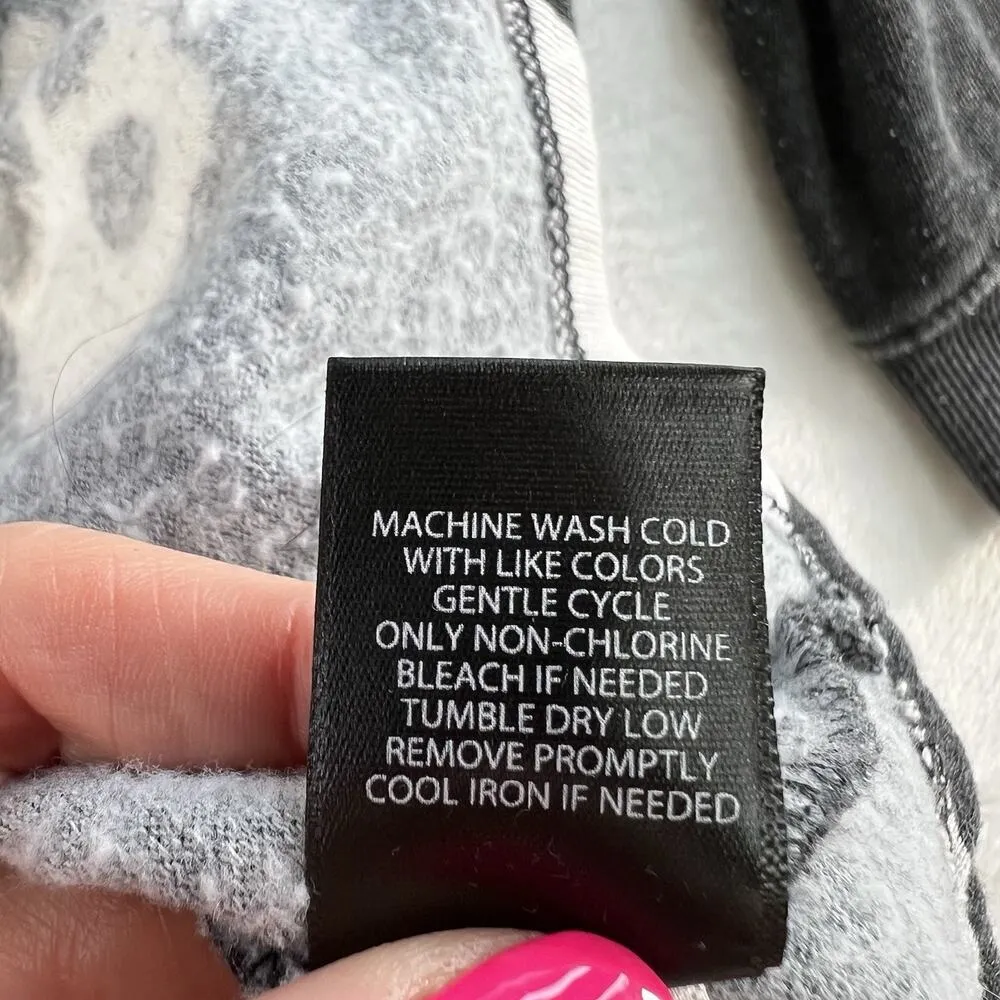 MACHINE WASH COLD
WITH LIKE COLORS
GENTLE CYCLE
ONLY NON-CHLORINE
BLEACH IF NEEDED
TUMBLE DRY LOW
REMOVE PROMPTLY
COOL IRON IF NEEDED